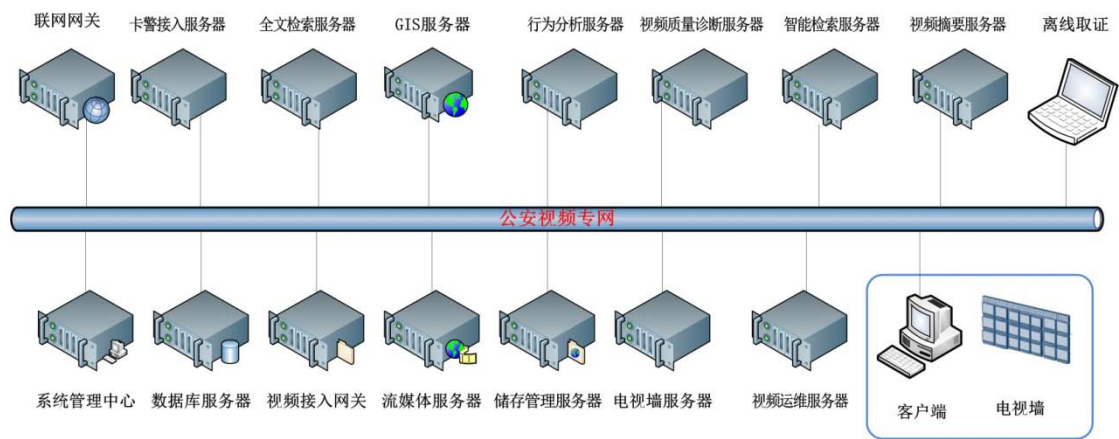 联网网关
卡警接入服务器
全文检索服务器
GIS服务器
行为分析服务器
视频质量诊断服务器
智能检索服务器
视频摘要服务器
离线取证
公安视频专网
系统管理中心
数据库服务器
视频接入网关
流媒体服务器
储存管理服务器
电视墙服务器
视频运维服务器
客户端
电视墙